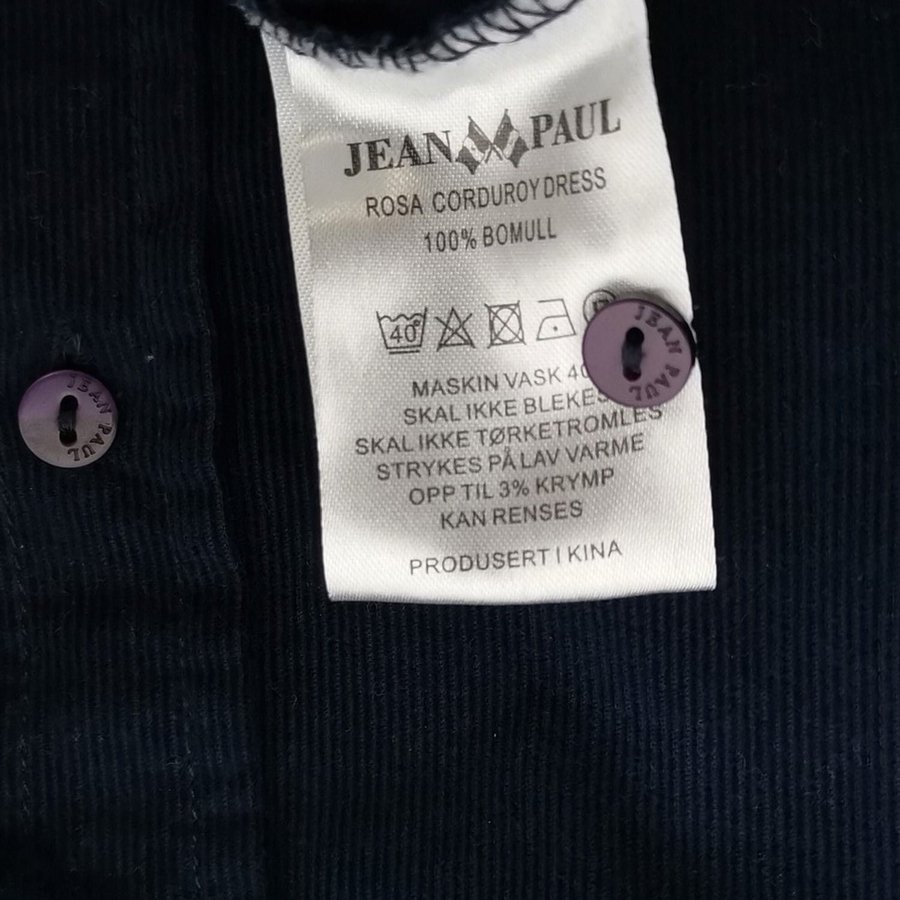 JEAN PAUL
ROSA CORDUROY DRESS
100% BOMULL
40°
MASKIN VASK 40
SKAL IKKE BLEKES
SKAL IKKE TØRKETROMLES
STRYKES PÅ LAV VARME
OPP TIL 3% KRYMP
KAN RENSES
PRODUSERT I KINA
JEAN PAUL
JEAN PAUL